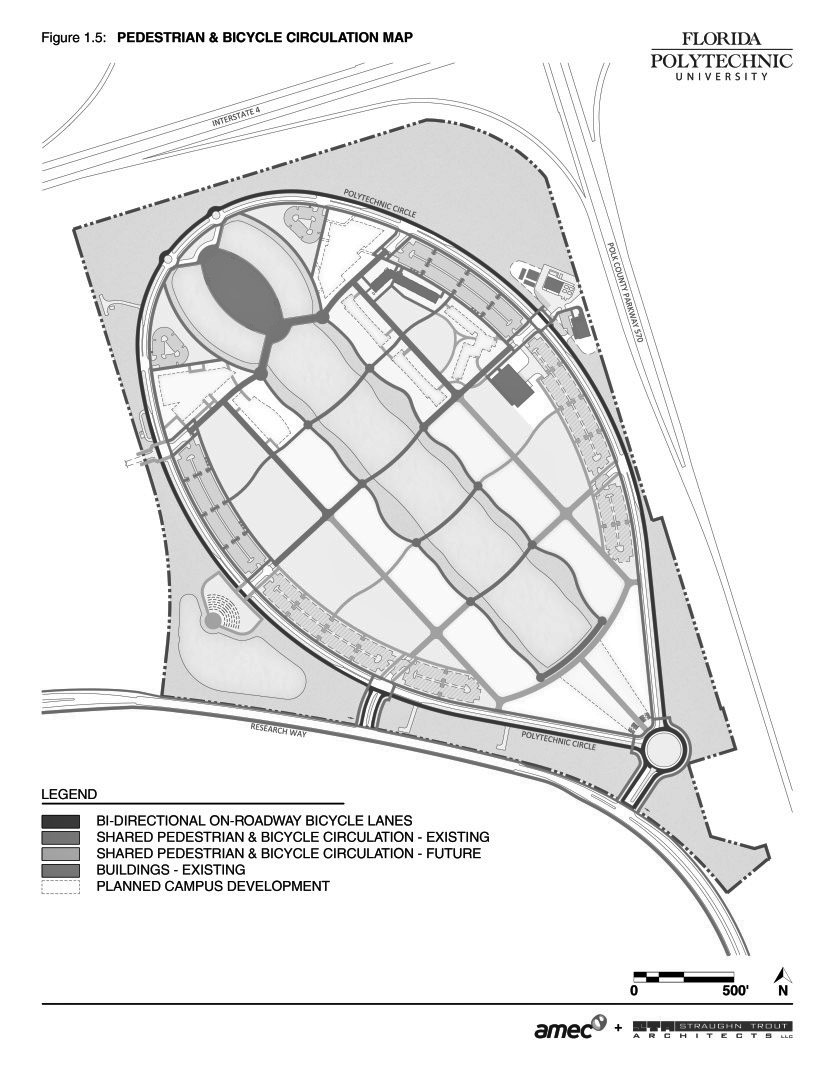 Figure 1.5: PEDESTRIAN & BICYCLE CIRCULATION MAP
FLORIDA
POLYTECHNIC
UNIVERSITY
INTERSTATE 4
POLYTECHNIC CIRCLE
POLK COUNTY PARKWAY 570
RESEARCH WAY
POLYTECHNIC CIRCLE
LEGEND
BI-DIRECTIONAL ON-ROADWAY BICYCLE LANES
SHARED PEDESTRIAN & BICYCLE CIRCULATION - EXISTING
SHARED PEDESTRIAN & BICYCLE CIRCULATION - FUTURE
BUILDINGS - EXISTING
PLANNED CAMPUS DEVELOPMENT
0 500' N
amec + STRAUGHN TROUT
ARCHITECTS LLC